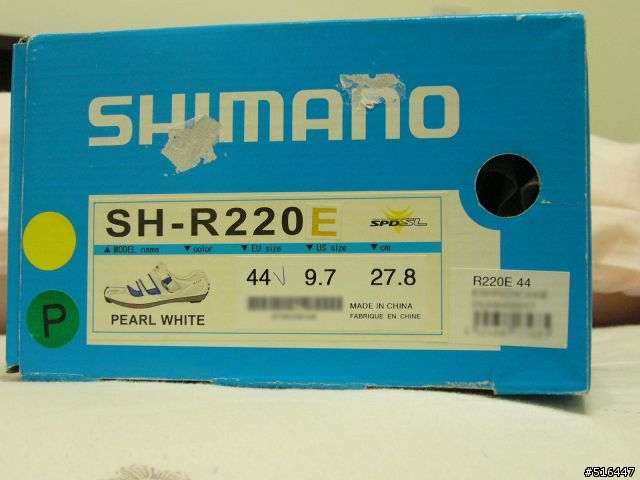 SHIMANO
SH-R220E
SPD-SL
▲ MODEL name ▼ color ▼ EU size ▼ US size ▼ cm
44 9.7 27.8
PEARL WHITE
MADE IN CHINA
FABRIQUE EN CHINE
R220E 44
P
#516447